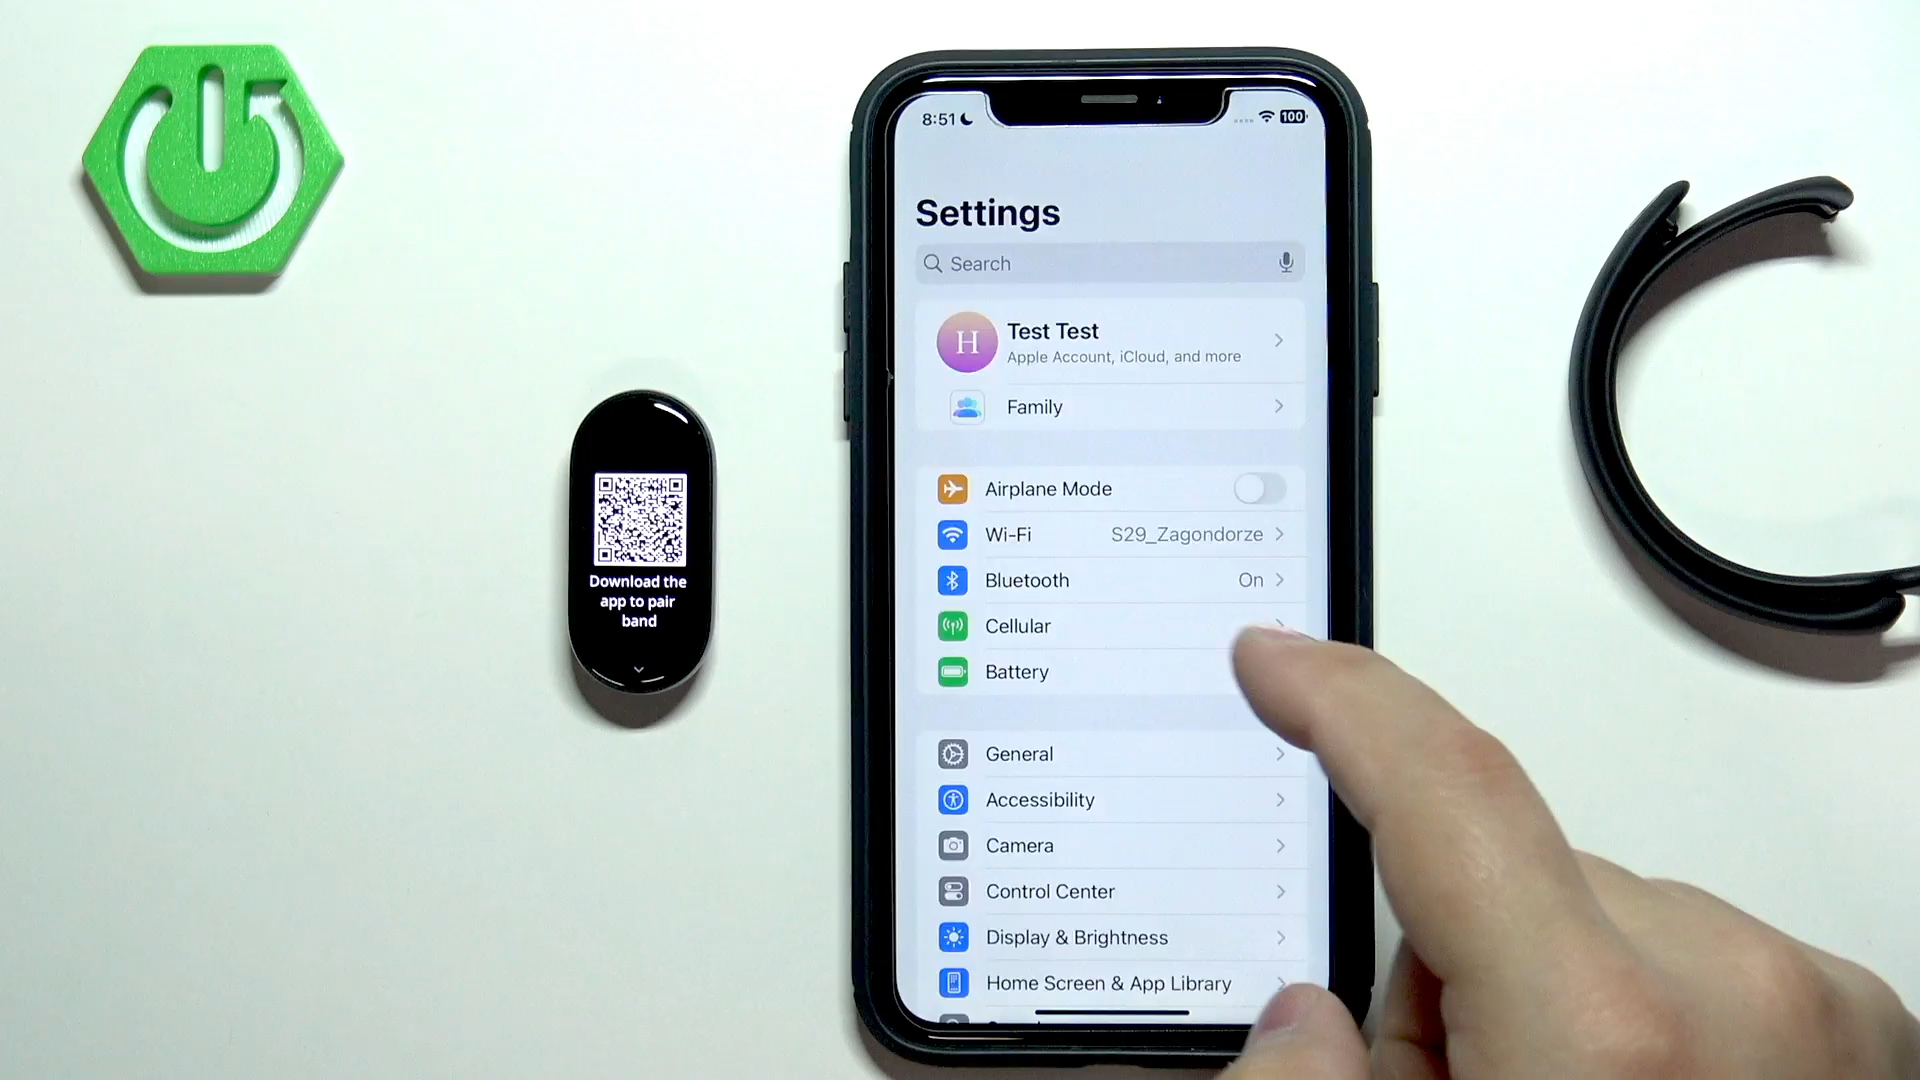 8:51
100
Settings
Search
H
Test Test
Apple Account, iCloud, and more
Family
Airplane Mode
Wi-Fi
S29_Zagondorze
Bluetooth
On
Cellular
Battery
General
Accessibility
Camera
Control Center
Display & Brightness
Home Screen & App Library
Download the
app to pair
band